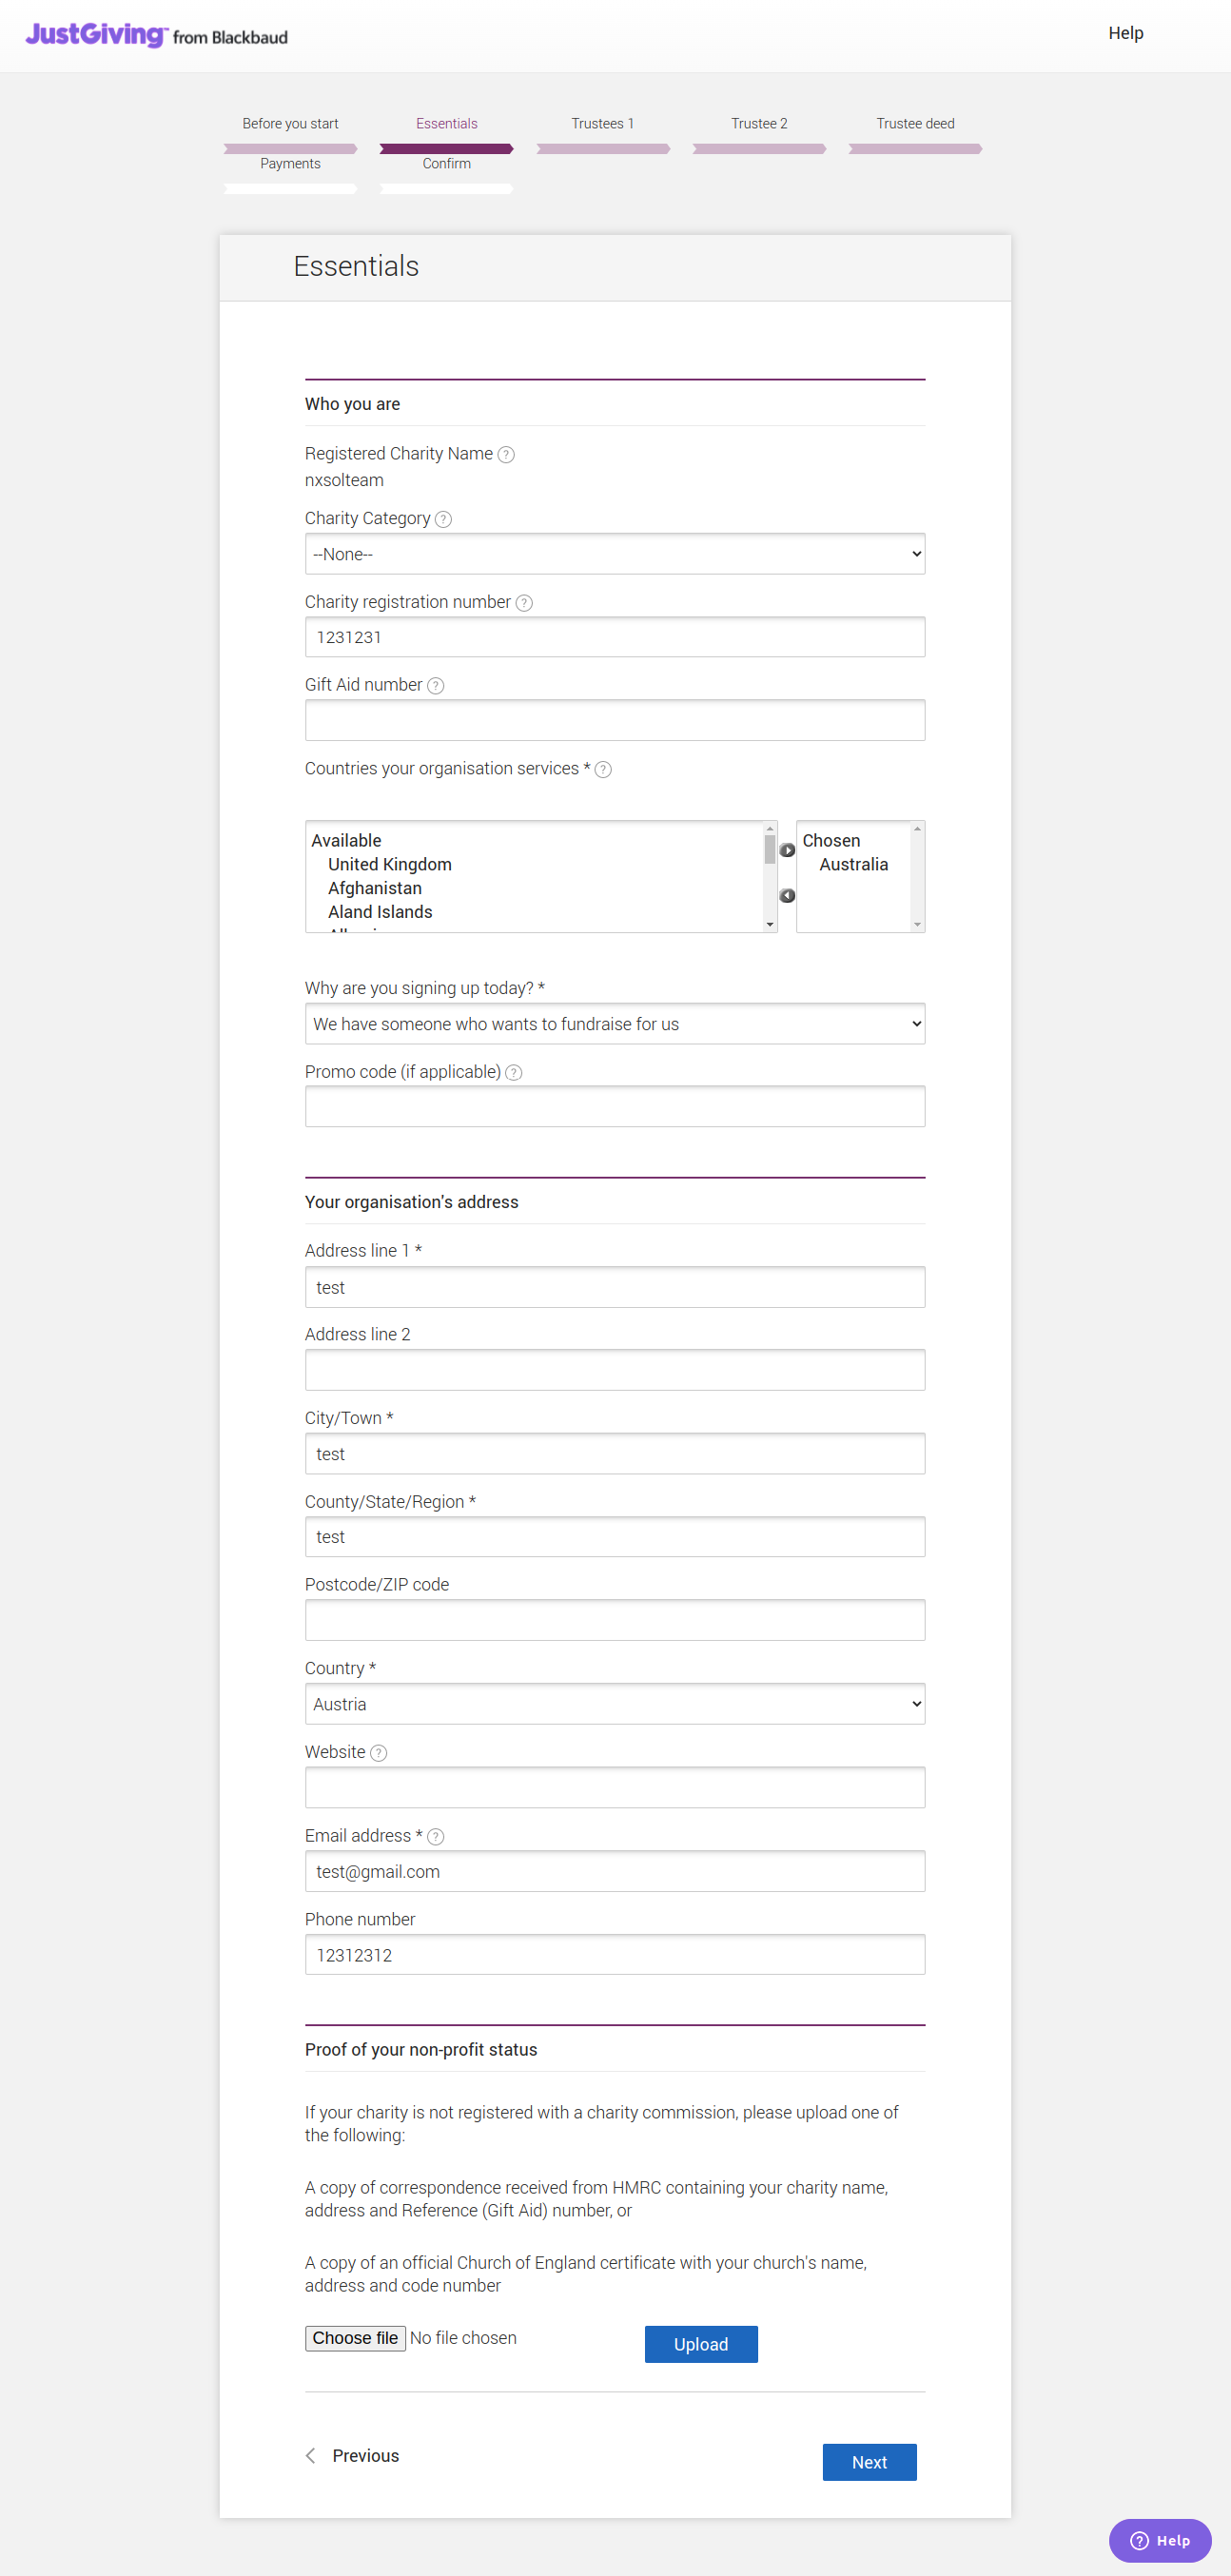 JustGiving™ from Blackbaud
Help
Before you start
Essentials
Trustees 1
Trustee 2
Trustee deed
Payments
Confirm
Essentials
Who you are
Registered Charity Name ?
nxsolteam
Charity Category ?
--None--
Charity registration number ?
1231231
Gift Aid number ?
Countries your organisation services * ?
Available
United Kingdom
Afghanistan
Aland Islands
Chosen
Australia
Why are you signing up today? *
We have someone who wants to fundraise for us
Promo code (if applicable) ?
Your organisation's address
Address line 1 *
test
Address line 2
City/Town *
test
County/State/Region *
test
Postcode/ZIP code
Country *
Austria
Website ?
Email address * ?
test@gmail.com
Phone number
12312312
Proof of your non-profit status
If your charity is not registered with a charity commission, please upload one of
the following:
A copy of correspondence received from HMRC containing your charity name,
address and Reference (Gift Aid) number, or
A copy of an official Church of England certificate with your church's name,
address and code number
Choose file No file chosen
Upload
Previous
Next
? Help